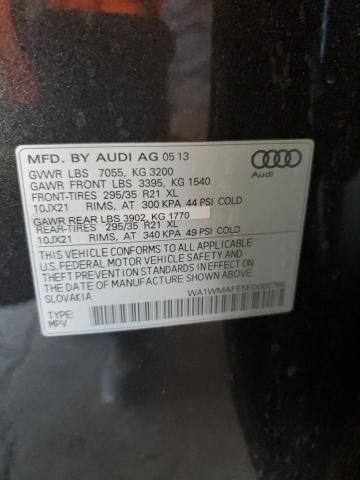 MFD. BY AUDI AG 05 13
GVWR LBS 7055, KG 3200
GAWR FRONT LBS 3395, KG 1540
FRONT-TIRES 295/35 R21 XL
10JX21 RIMS, AT 300 KPA 44 PSI COLD
GAWR REAR LBS 3902, KG 1770
REAR-TIRES 295/35 R21 XL
10JX21 RIMS, AT 340 KPA 49 PSI COLD
THIS VEHICLE CONFORMS TO ALL APPLICABLE
U.S. FEDERAL MOTOR VEHICLE SAFETY AND
THEFT PREVENTION STANDARDS IN EFFECT ON
THE DATE OF MANUFACTURE SHOWN ABOVE
SLOVAKIA
TYPE:
MPV
Audi